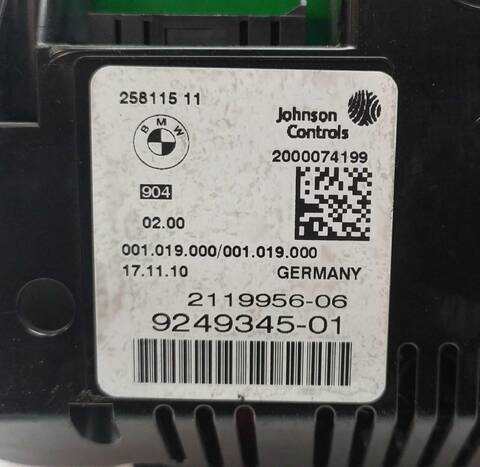 258115 11
BMW
Johnson
Controls
2000074199
904
02.00
001.019.000/001.019.000
17.11.10 GERMANY
2119956-06
9249345-01